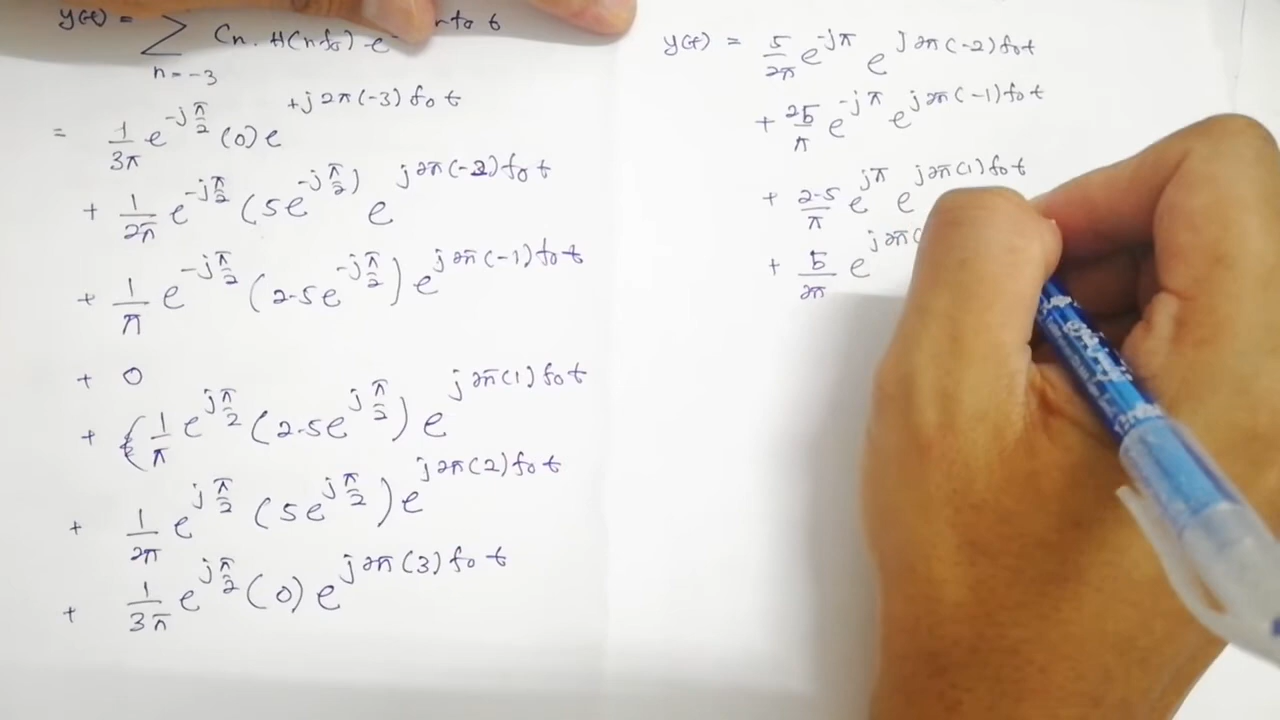 y(t) = ∑ Cn · H(nf₀) · e n f₀ t
n = -3
= 1/3π e^(-jπ/2) (0) e^(+j2π(-3)f₀t)
+ 1/2π e^(-jπ/2) (5e^(-jπ/2)) e^(j2π(-2)f₀t)
+ 1/π e^(-jπ/2) (2.5e^(-jπ/2)) e^(j2π(-1)f₀t)
+ 0
+ 1/π e^(jπ/2) (2.5e^(jπ/2)) e^(j2π(1)f₀t)
+ 1/2π e^(jπ/2) (5e^(jπ/2)) e^(j2π(2)f₀t)
+ 1/3π e^(jπ/2) (0) e^(j2π(3)f₀t)
y(t) = 5/2π e^(-jπ) e^(j2π(-2)f₀t)
+ 2.5/π e^(-jπ) e^(j2π(-1)f₀t)
+ 2.5/π e^(jπ) e^(j2π(1)f₀t)
+ 5/2π e^(j2π(